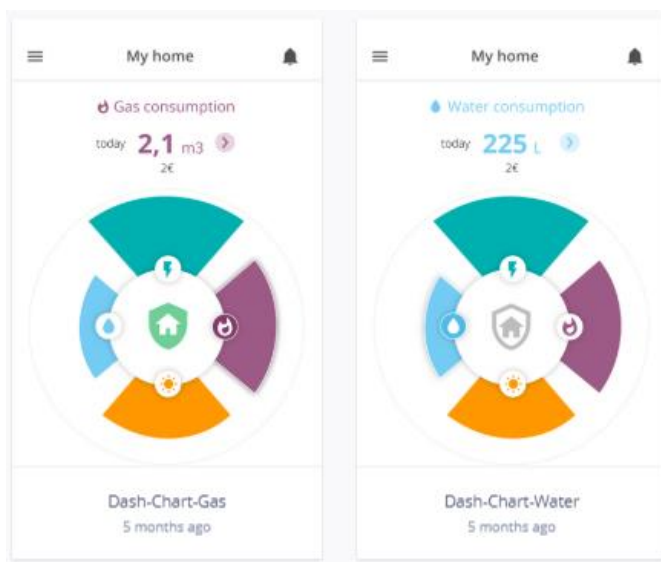 My home
Gas consumption
today 2,1 m3
2€
Dash-Chart-Gas
5 months ago
My home
Water consumption
today 225 L
2€
Dash-Chart-Water
5 months ago